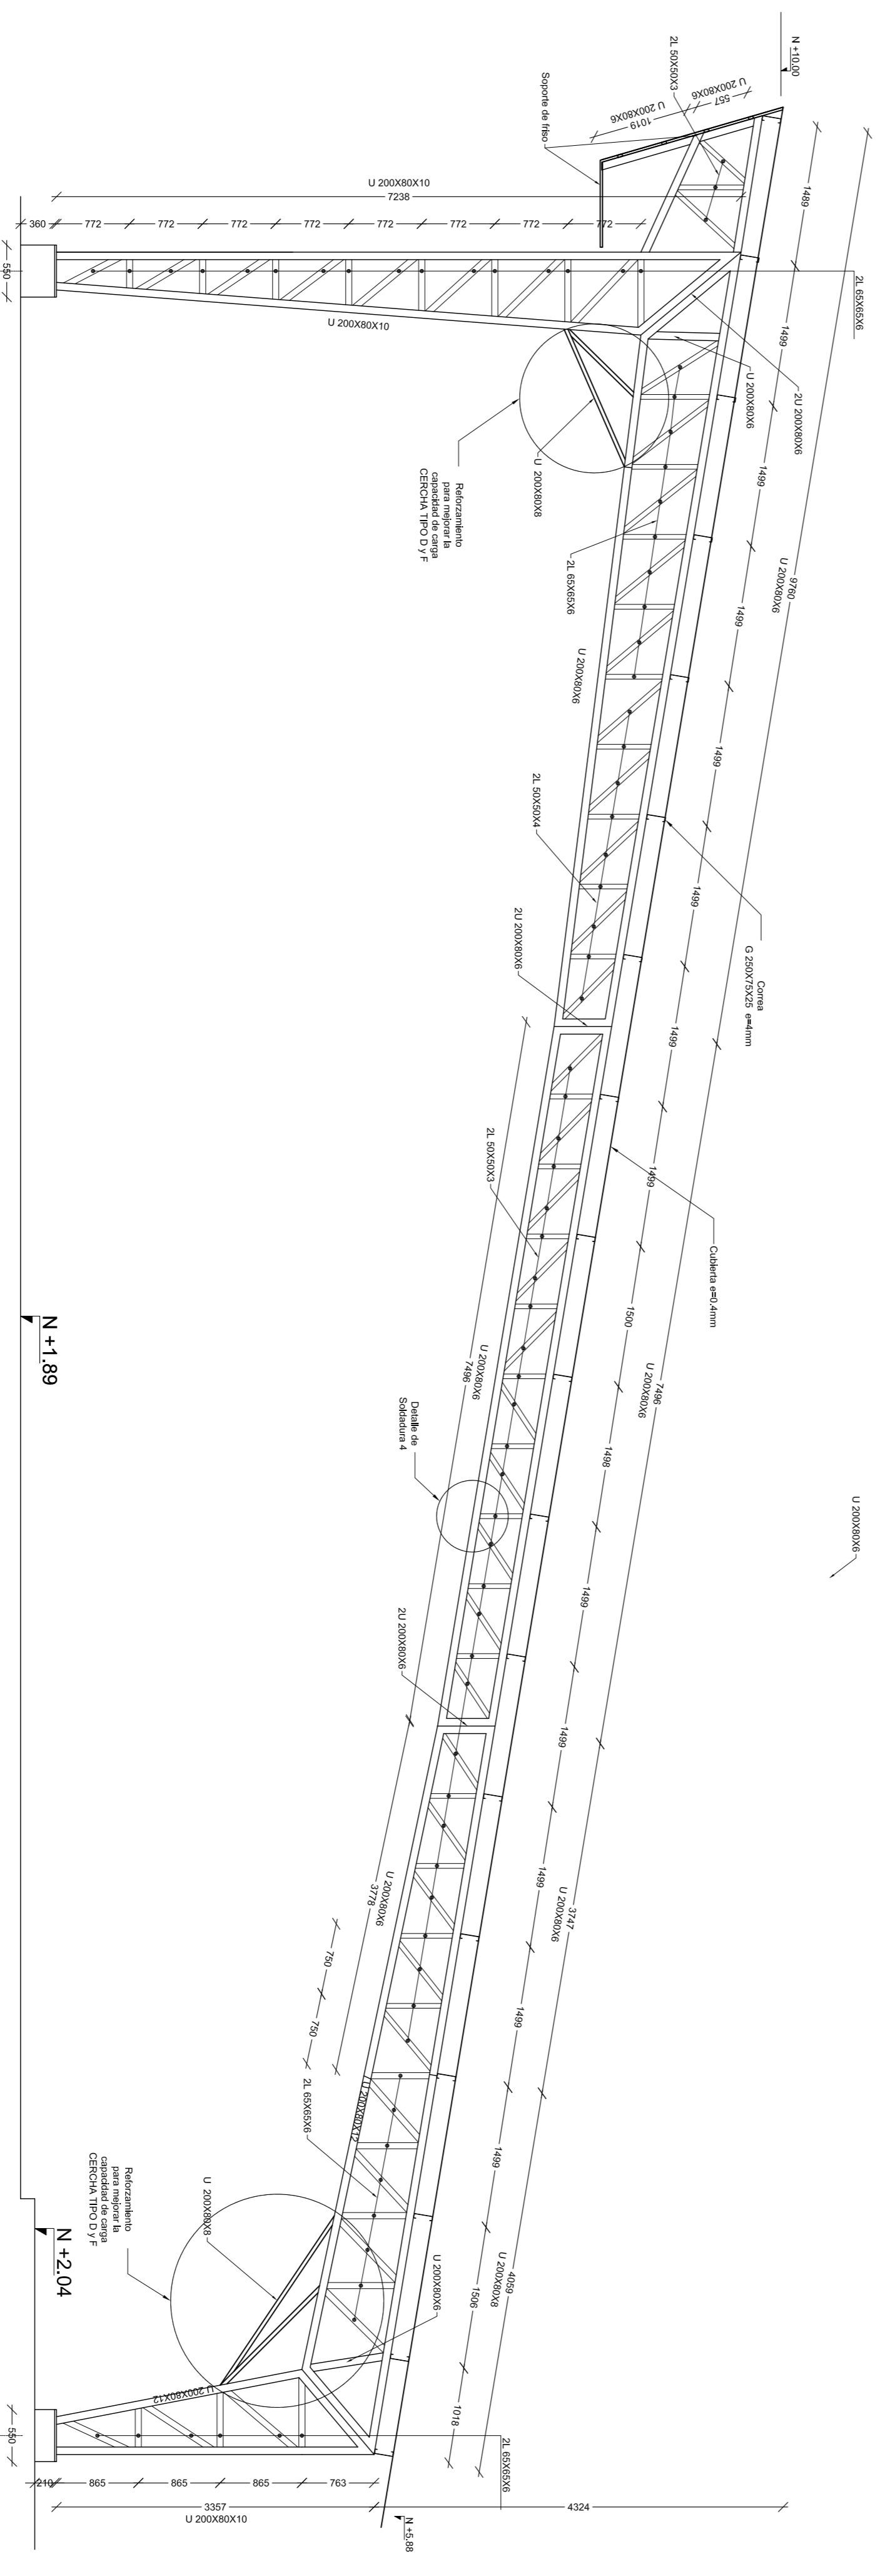 N +10,00
2L 50X50X3
557
U 200X80X6
1019
U 200X80X6
Soporte de friso
U 200X80X10
7238
360
772
772
772
772
772
772
772
772
550
U 200X80X10
2L 65X65X6
1489
1499
1499
1499
1499
1499
1499
1499
1500
1498
1499
1499
1499
1499
1499
1506
1018
9760
U 200X80X6
7496
U 200X80X6
3747
U 200X80X6
4059
U 200X80X8
U 200X80X6
2U 200X80X6
U 200X80X8
Reforzamiento
para mejorar la
capacidad de carga
CERCHA TIPO D y F
2L 65X65X6
U 200X80X6
2L 50X50X4
2U 200X80X6
Correa
G 250X75X25 e=4mm
Cubierta e=0.4mm
2L 50X50X3
U 200X80X6
7496
Detalle de
Soldadura 4
2U 200X80X6
U 200X80X6
U 200X80X6
3778
750
750
2L 65X65X6
U 200X80X12
U 200X80X8
Reforzamiento
para mejorar la
capacidad de carga
CERCHA TIPO D y F
U 200X80X6
U 200X80X12
2L 65X65X6
N +1.89
N +2.04
210
865
865
865
763
3357
U 200X80X10
4324
N +5,88
550